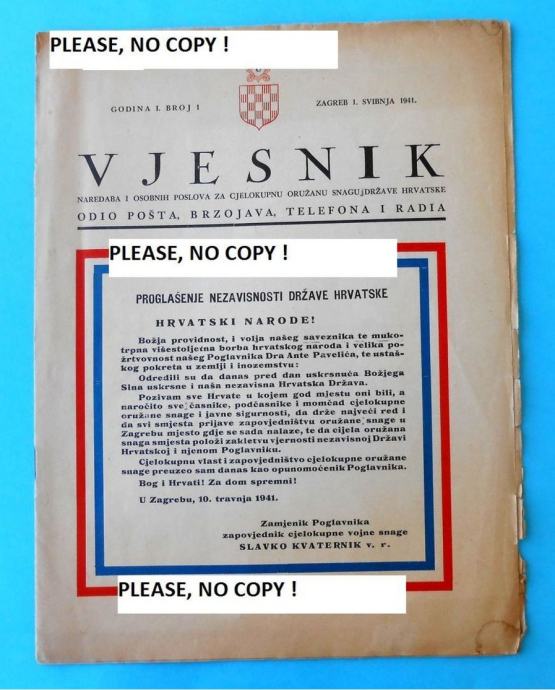 PLEASE, NO COPY !
GODINA I. BROJ 1
ZAGREB 1. SVIBNJA 1941.
VJESNIK
NAREDABA I OSOBNIH POSLOVA ZA CJELOKUPNU ORUŽANU SNAGU DRŽAVE HRVATSKE
ODIO POŠTA, BRZOJAVA, TELEFONA I RADIA
PLEASE, NO COPY !
PROGLAŠENJE NEZAVISNOSTI DRŽAVE HRVATSKE
HRVATSKI NARODE!
Božja providnost, i volja našeg saveznika te muko-
trpna višestoljetna borba hrvatskog naroda i velika po-
žrtvovnost našeg Poglavnika Dra Ante Pavelića, te ustaš-
kog pokreta u zemlji i inozemstvu:
Odredili su da danas pred dan uskrsnuća Božjega
Sina uskrsne i naša nezavisna Hrvatska Država.
Pozivam sve Hrvate u kojem god mjestu oni bili, a
naročito sve časnike, podčasnike i momčad cjelokupne
oružane snage i javne sigurnosti, da drže najveći red i
da svi smjesta prijave zapovjedništvu oružane snage u
Zagrebu mjesto gdje se sada nalaze, te da cijela oružana
snaga smjesta položi zakletvu vjernosti nezavisnoj Državi
Hrvatskoj i njenom Poglavniku.
Cjelokupnu vlast i zapovjedništvo cjelokupne oružane
snage preuzeo sam danas kao opunomoćenik Poglavnika.
Bog i Hrvati! Za dom spremni!
U Zagrebu, 10. travnja 1941.
Zamjenik Poglavnika
zapovjednik cjelokupne vojne snage
SLAVKO KVATERNIK v. r.
PLEASE, NO COPY !